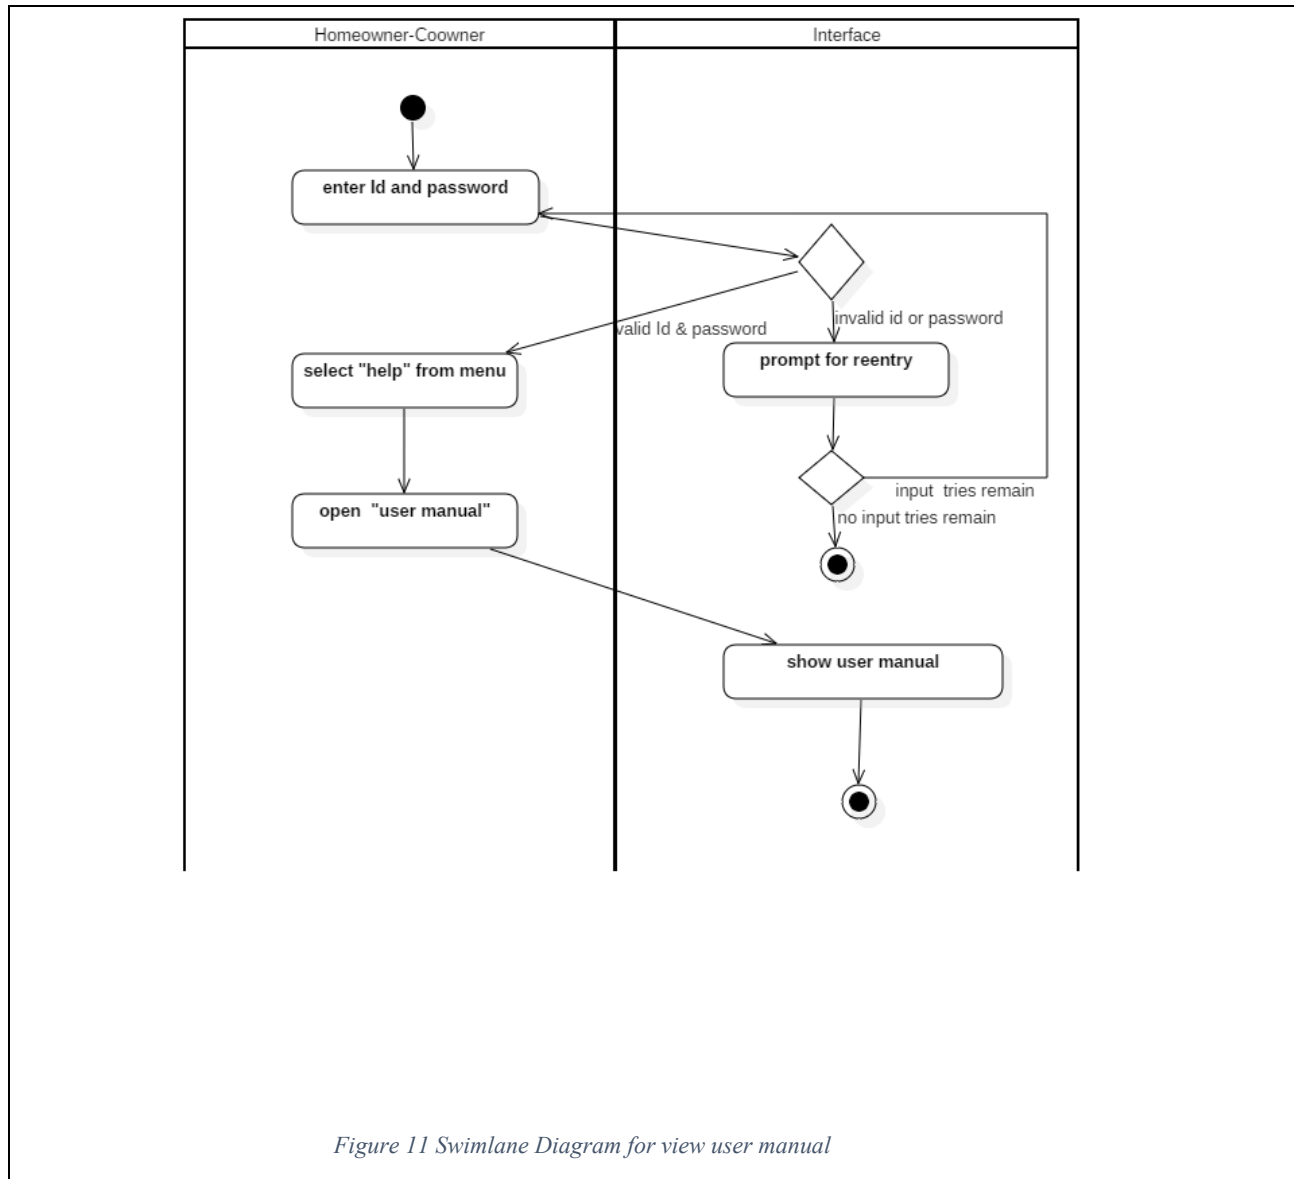 Homeowner-Coowner
Interface
enter Id and password
invalid id or password
valid Id & password
prompt for reentry
select "help" from menu
input  tries remain
open  "user manual"
no input tries remain
show user manual
Figure 11 Swimlane Diagram for view user manual